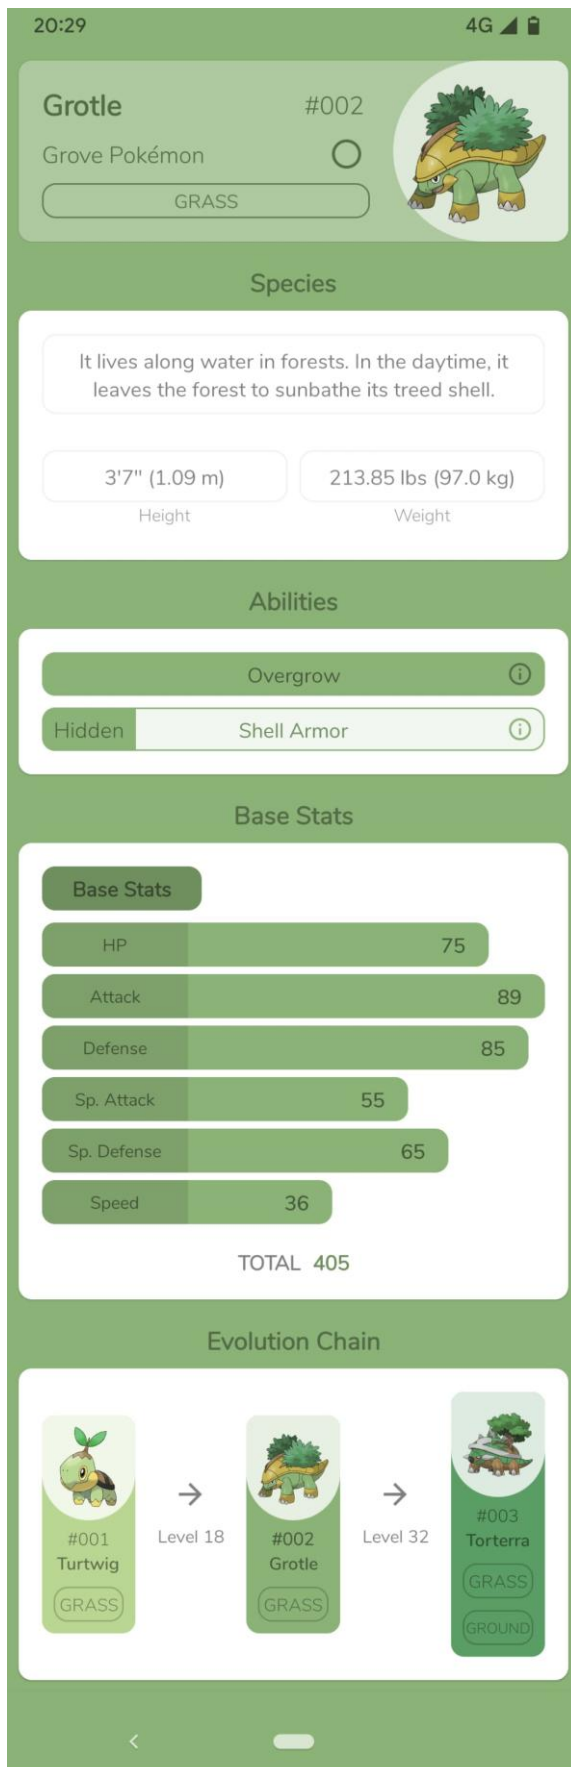 20:29
4G
Grotle #002
Grove Pokémon
GRASS
Species
It lives along water in forests. In the daytime, it
leaves the forest to sunbathe its treed shell.
3'7" (1.09 m) 213.85 lbs (97.0 kg)
Height Weight
Abilities
Overgrow
Hidden Shell Armor
Base Stats
Base Stats
HP 75
Attack 89
Defense 85
Sp. Attack 55
Sp. Defense 65
Speed 36
TOTAL 405
Evolution Chain
#001
Turtwig
GRASS
Level 18
#002
Grotle
GRASS
Level 32
#003
Torterra
GRASS
GROUND